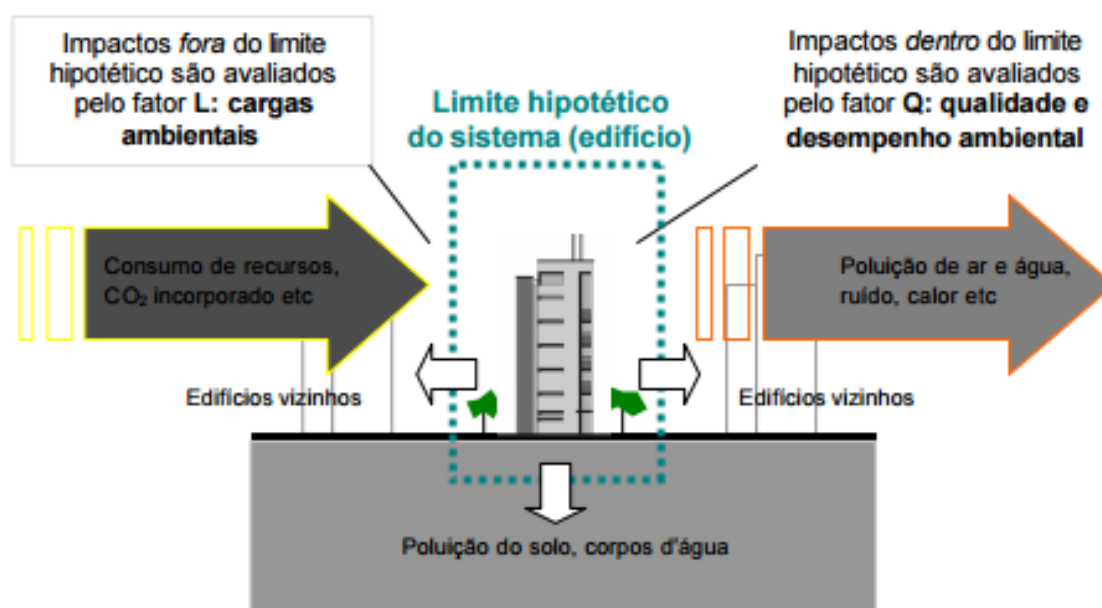 Impactos fora do limite
hipotético são avaliados
pelo fator L: cargas
ambientais
Limite hipotético
do sistema (edifício)
Impactos dentro do limite
hipotético são avaliados
pelo fator Q: qualidade e
desempenho ambiental
Consumo de recursos,
CO₂ incorporado etc
Poluição de ar e água,
ruído, calor etc
Edifícios vizinhos
Edifícios vizinhos
Poluição do solo, corpos d'água